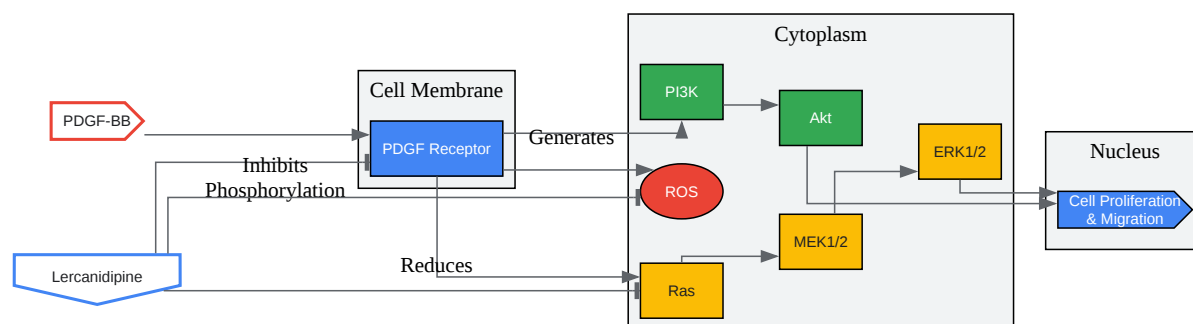 Cytoplasm
Cell Membrane
PI3K
PDGF-BB
Akt
Generates
PDGF Receptor
ERK1/2
Nucleus
Inhibits
Phosphorylation
ROS
Cell Proliferation
& Migration
MEK1/2
Reduces
Lercanidipine
Ras